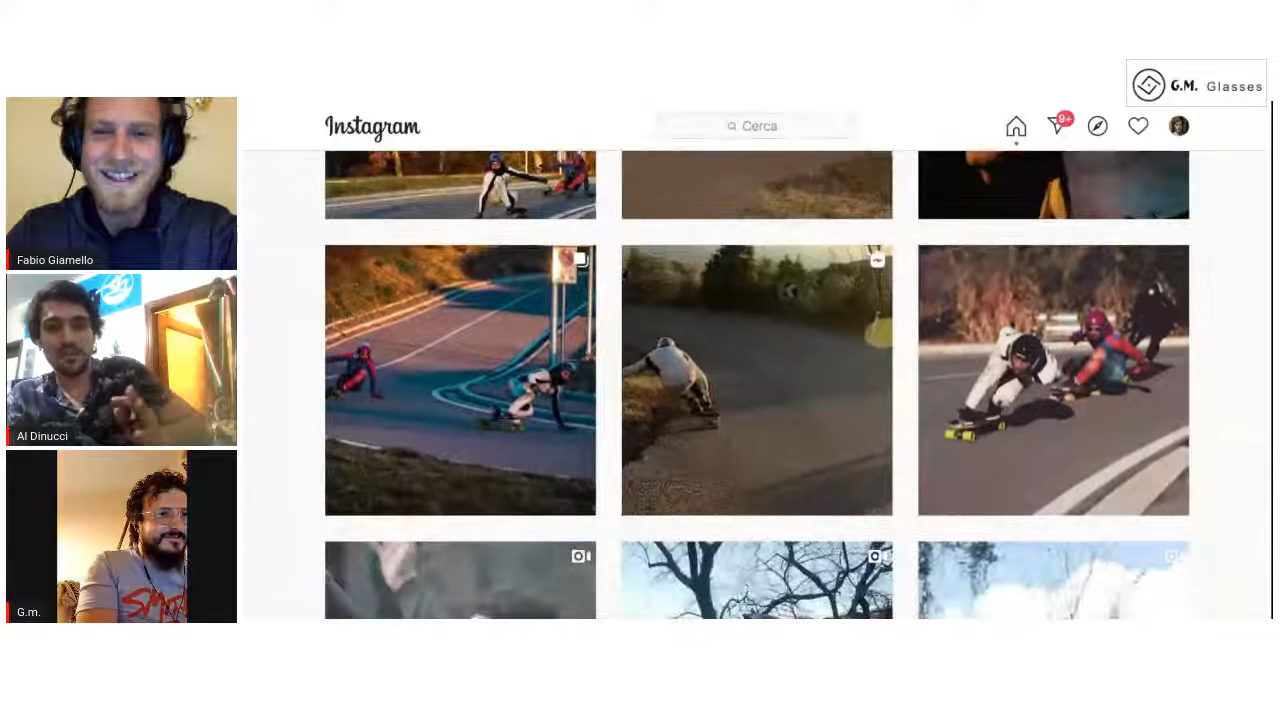 G.M. Glasses
Instagram
Cerca
9+
Fabio Giamello
Al Dinucci
G.m.